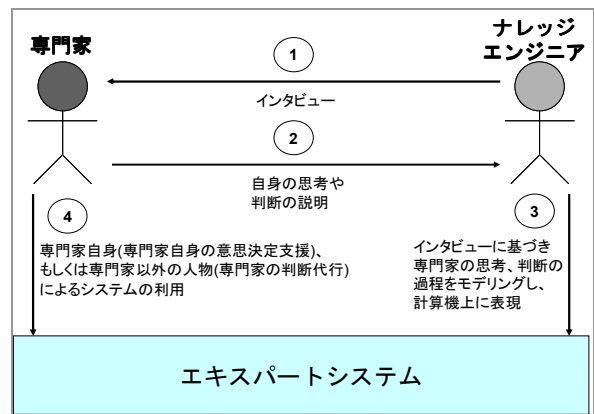 専門家
ナレッジ
エンジニア
1
インタビュー
2
自身の思考や
判断の説明
4
専門家自身(専門家自身の意思決定支援)、
もしくは専門家以外の人物(専門家の判断代行)
によるシステムの利用
3
インタビューに基づき
専門家の思考、判断の
過程をモデリングし、
計算機上に表現
エキスパートシステム